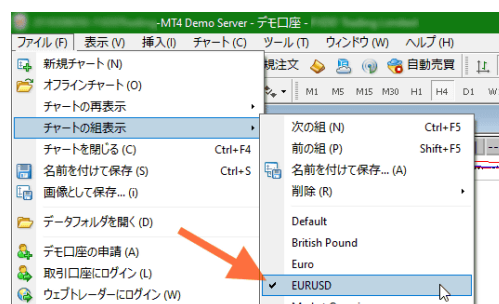 -MT4 Demo Server - デモ口座 -
ファイル (F) 表示 (V) 挿入(I) チャート (C) ツール (T) ウィンドウ (W) ヘルプ (H)
新規チャート (N)
規注文 自動売買
オフラインチャート (O)
M1 M5 M15 M30 H1 H4 D1 W
チャートの再表示
チャートの組表示
次の組 (N) Ctrl+F5
チャートを閉じる (C) Ctrl+F4
前の組 (P) Shift+F5
名前を付けて保存 (S) Ctrl+S
名前を付けて保存... (A)
画像として保存... (i)
削除 (R)
データフォルダを開く (D)
Default
British Pound
デモ口座の申請 (A)
Euro
取引口座にログイン (L)
EURUSD
ウェブトレーダーにログイン (W)